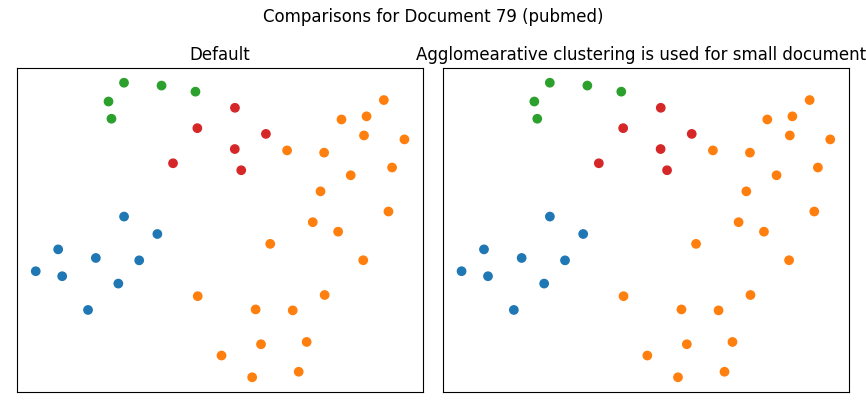 Comparisons for Document 79 (pubmed)
Default
Agglomearative clustering is used for small document